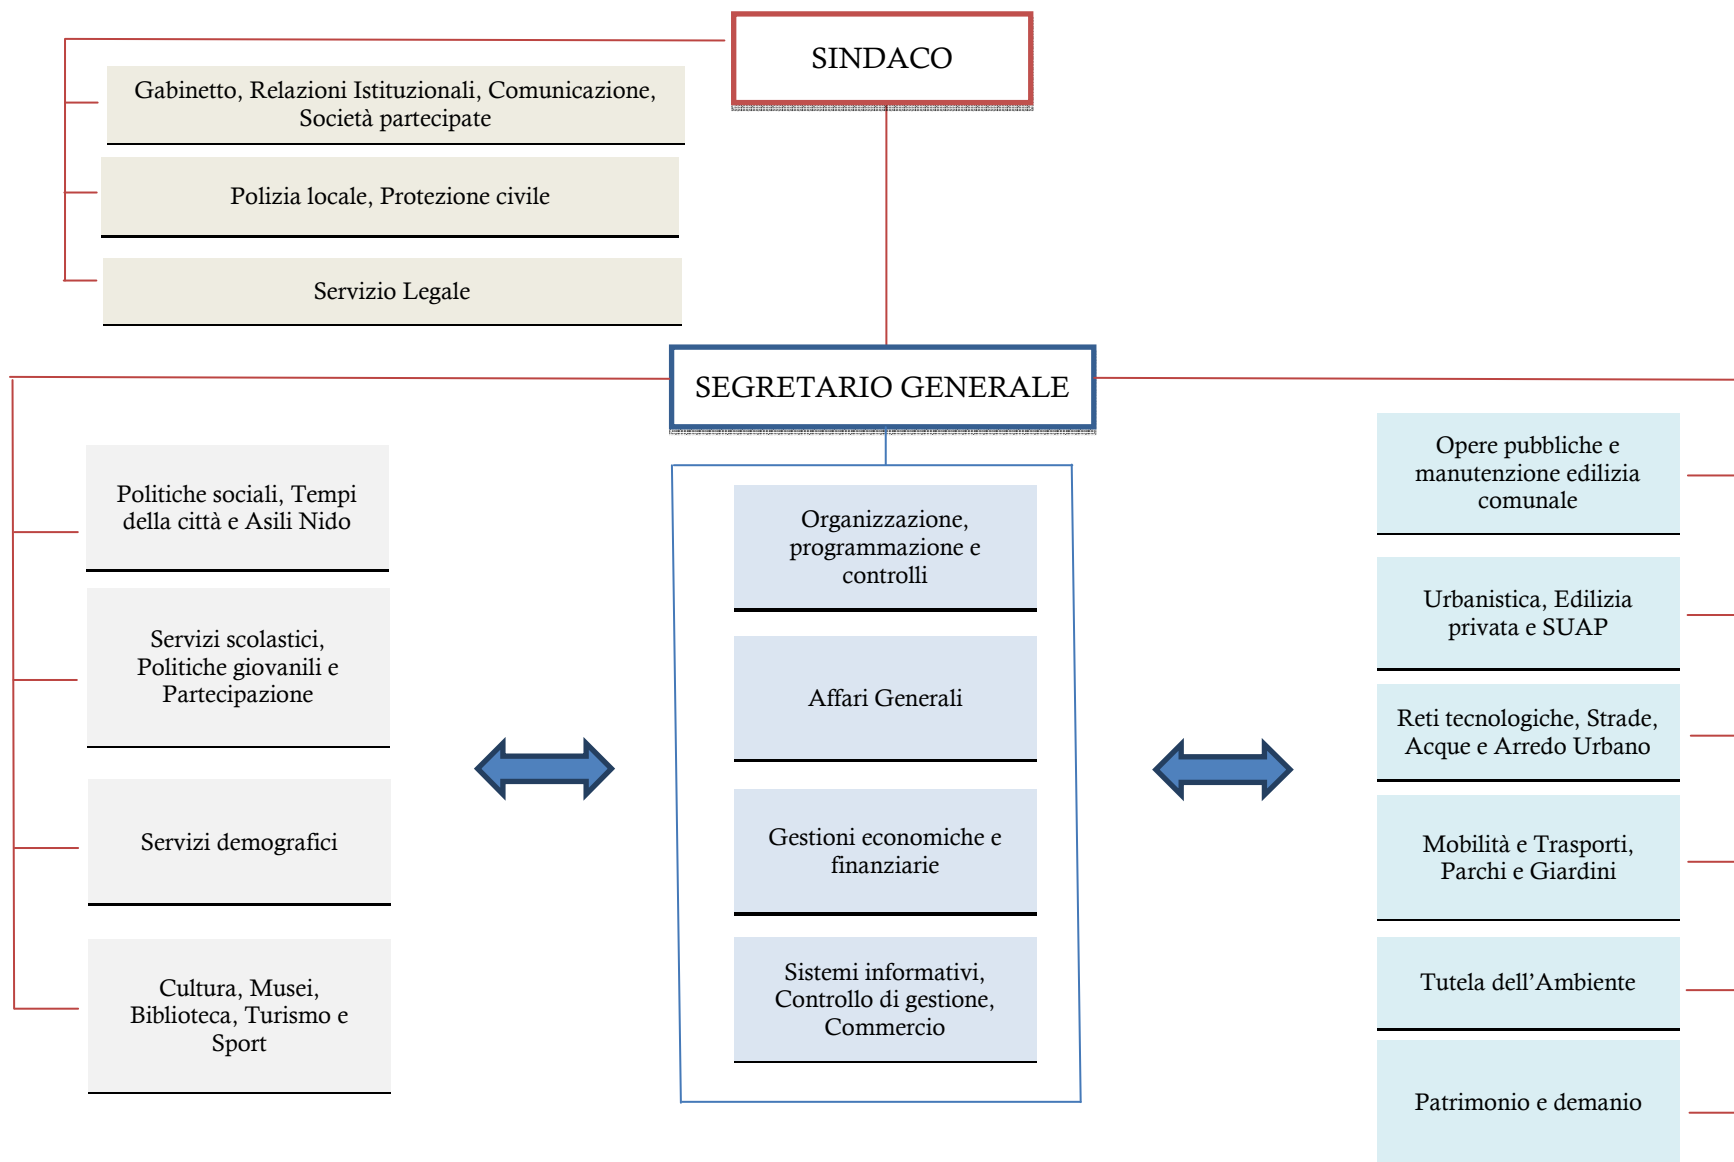 SINDACO
Gabinetto, Relazioni Istituzionali, Comunicazione,
Società partecipate
Polizia locale, Protezione civile
Servizio Legale
SEGRETARIO GENERALE
Politiche sociali, Tempi
della città e Asili Nido
Servizi scolastici,
Politiche giovanili e
Partecipazione
Servizi demografici
Cultura, Musei,
Biblioteca, Turismo e
Sport
Organizzazione,
programmazione e
controlli
Affari Generali
Gestioni economiche e
finanziarie
Sistemi informativi,
Controllo di gestione,
Commercio
Opere pubbliche e
manutenzione edilizia
comunale
Urbanistica, Edilizia
privata e SUAP
Reti tecnologiche, Strade,
Acque e Arredo Urbano
Mobilità e Trasporti,
Parchi e Giardini
Tutela dell’Ambiente
Patrimonio e demanio